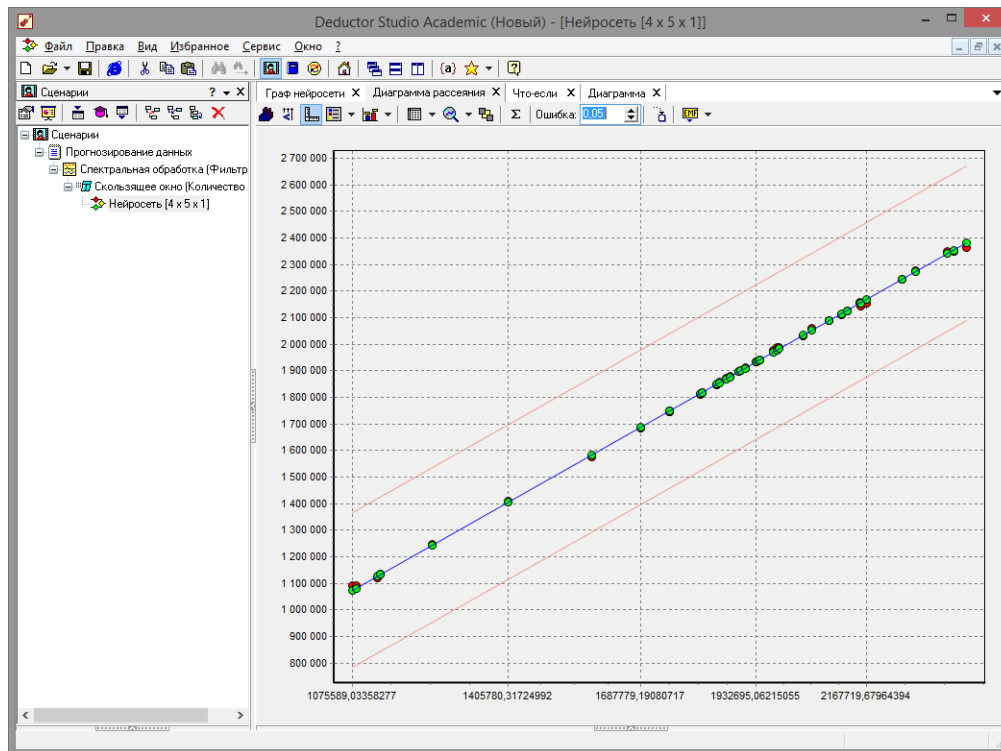 Deductor Studio Academic (Новый) - [Нейросеть [4 x 5 x 1]]
Файл Правка Вид Избранное Сервис Окно ?
Сценарии ?
Граф нейросети X Диаграмма рассеяния X Что-если X Диаграмма X
Σ Ошибка: 0,05
Сценарии
Прогнозирование данных
Спектральная обработка (Фильтр
Скользящее окно (Количество
Нейросеть [4 x 5 x 1]
2 700 000
2 600 000
2 500 000
2 400 000
2 300 000
2 200 000
2 100 000
2 000 000
1 900 000
1 800 000
1 700 000
1 600 000
1 500 000
1 400 000
1 300 000
1 200 000
1 100 000
1 000 000
900 000
800 000
1075589,03358277 1405780,31724992 1687779,19080717 1932695,06215055 2167719,67964394